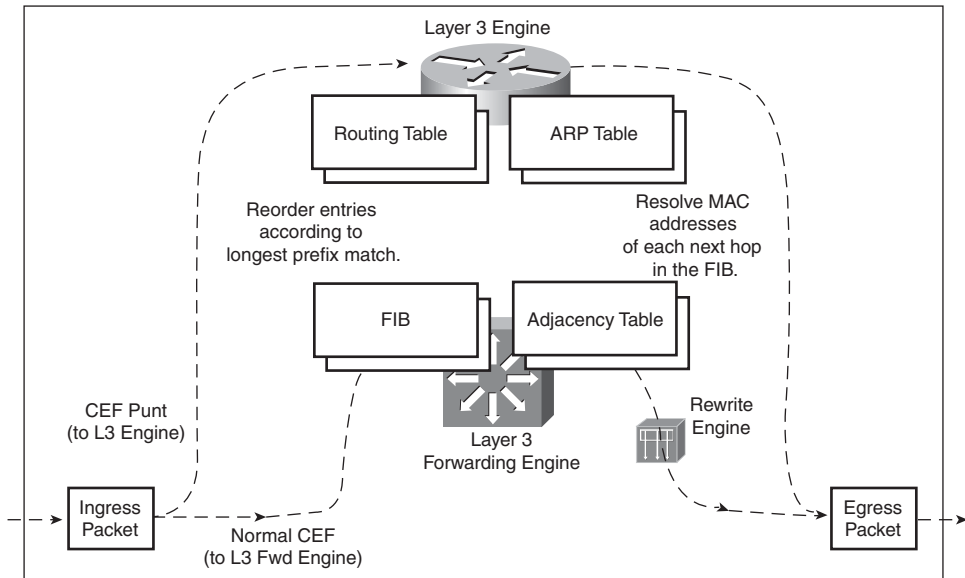 Layer 3 Engine
Routing Table
ARP Table
Reorder entries
according to
longest prefix match.
Resolve MAC
addresses
of each next hop
in the FIB.
FIB
Adjacency Table
CEF Punt
(to L3 Engine)
Layer 3
Forwarding Engine
Rewrite
Engine
Ingress
Packet
Normal CEF
(to L3 Fwd Engine)
Egress
Packet